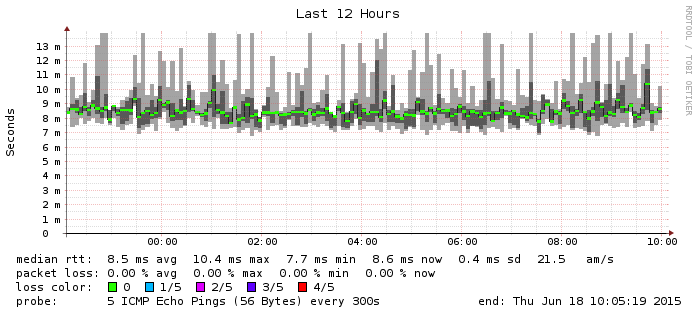 Last 12 Hours
RRDTOOL / TOBI OETIKER
Seconds
13 m
12 m
11 m
10 m
9 m
8 m
7 m
6 m
5 m
4 m
3 m
2 m
1 m
0
00:00 02:00 04:00 06:00 08:00 10:00
median rtt: 8.5 ms avg 10.4 ms max 7.7 ms min 8.6 ms now 0.4 ms sd 21.5 am/s
packet loss: 0.00 % avg 0.00 % max 0.00 % min 0.00 % now
loss color: 0 1/5 2/5 3/5 4/5
probe: 5 ICMP Echo Pings (56 Bytes) every 300s end: Thu Jun 18 10:05:19 2015